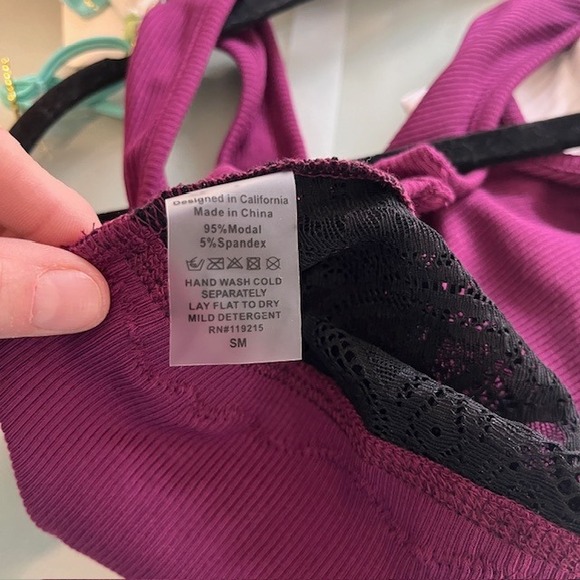 Designed in California
Made in China
95%Modal
5%Spandex
HAND WASH COLD
SEPARATELY
LAY FLAT TO DRY
MILD DETERGENT
RN#119215
SM